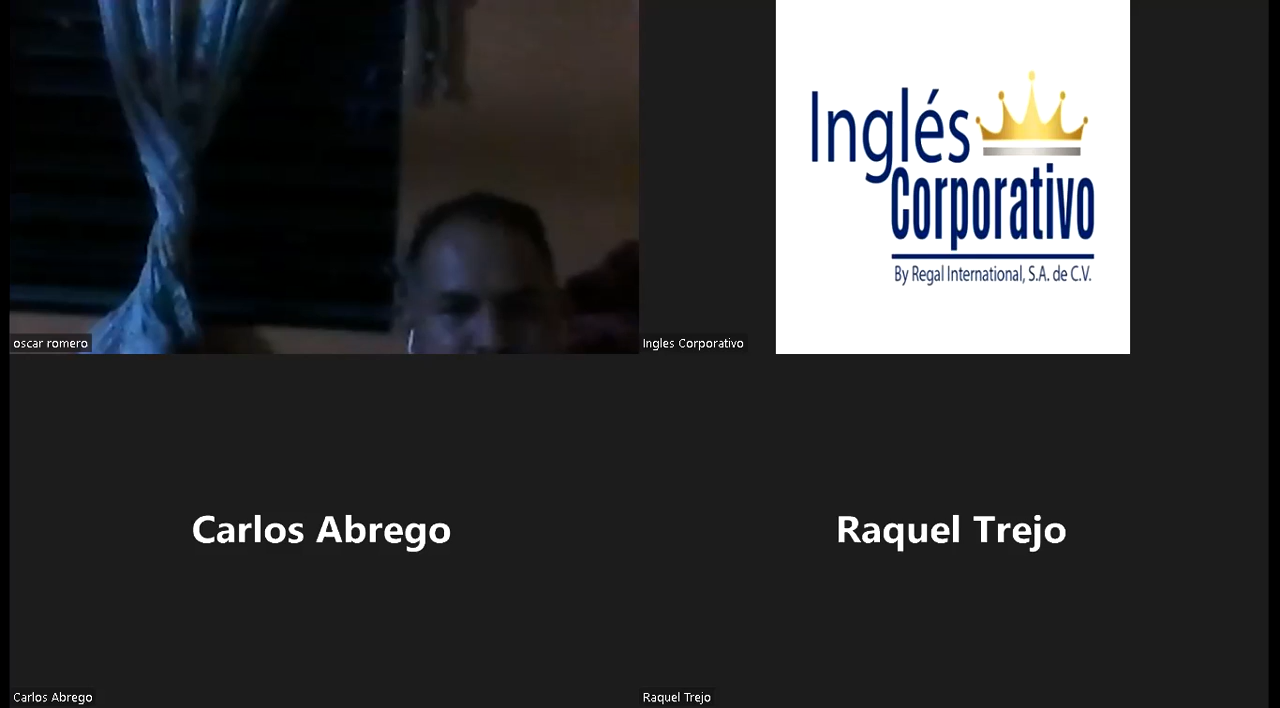 Inglés
Corporativo
By Regal International, S.A. de C.V.
oscar romero
Ingles Corporativo
Carlos Abrego
Raquel Trejo
Carlos Abrego
Raquel Trejo